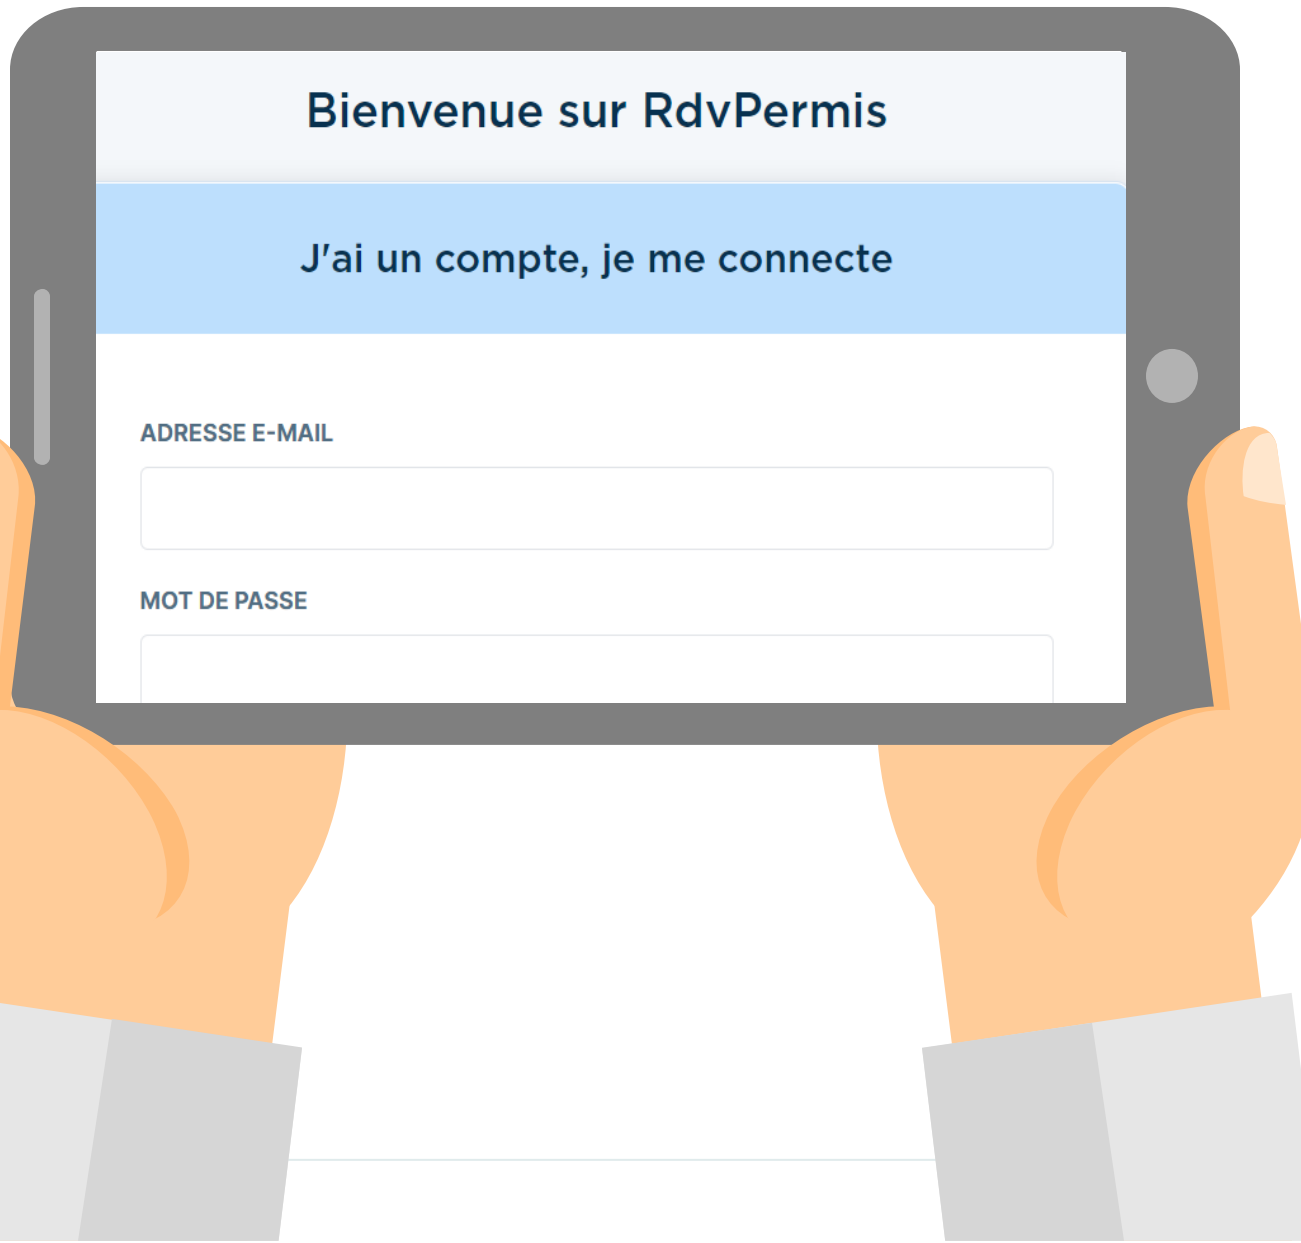 Bienvenue sur RdvPermis
J'ai un compte, je me connecte
ADRESSE E-MAIL
MOT DE PASSE